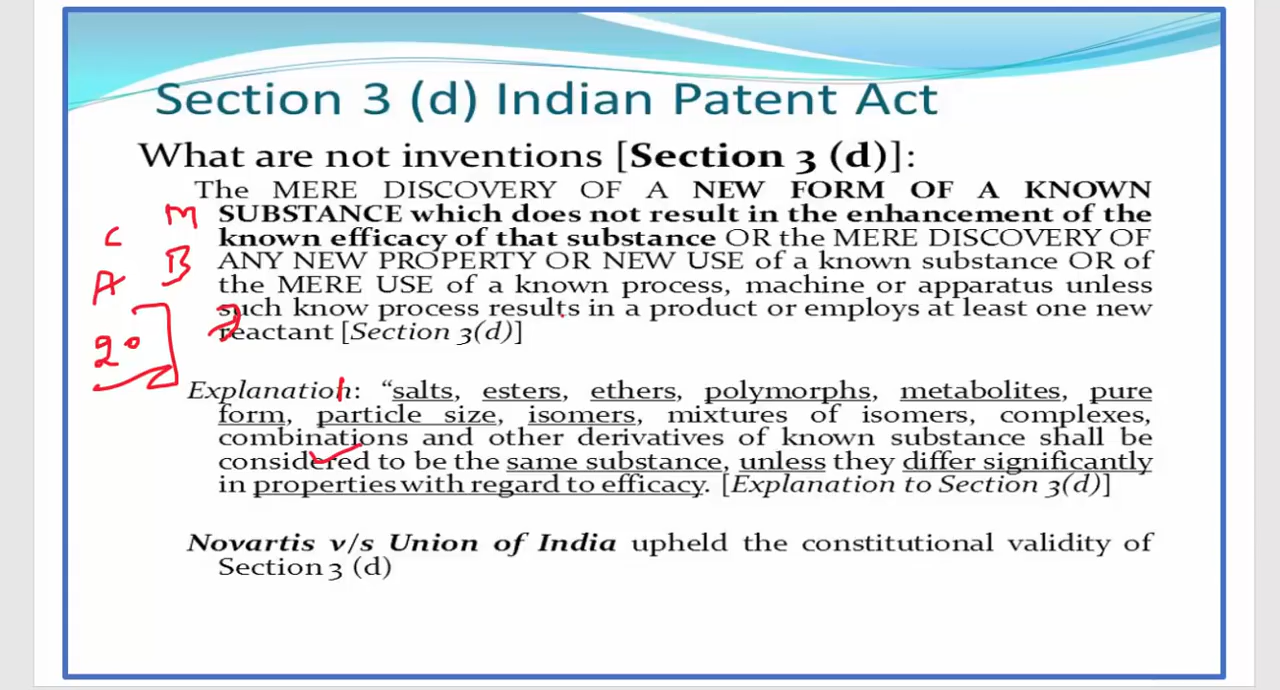 Section 3 (d) Indian Patent Act
What are not inventions [Section 3 (d)]:
The MERE DISCOVERY OF A NEW FORM OF A KNOWN
SUBSTANCE which does not result in the enhancement of the
known efficacy of that substance OR the MERE DISCOVERY OF
ANY NEW PROPERTY OR NEW USE of a known substance OR of
the MERE USE of a known process, machine or apparatus unless
such know process results in a product or employs at least one new
reactant [Section 3(d)]
M
C
B
A
20
Explanation: “salts, esters, ethers, polymorphs, metabolites, pure
form, particle size, isomers, mixtures of isomers, complexes,
combinations and other derivatives of known substance shall be
considered to be the same substance, unless they differ significantly
in properties with regard to efficacy. [Explanation to Section 3(d)]
Novartis v/s Union of India upheld the constitutional validity of
Section 3 (d)